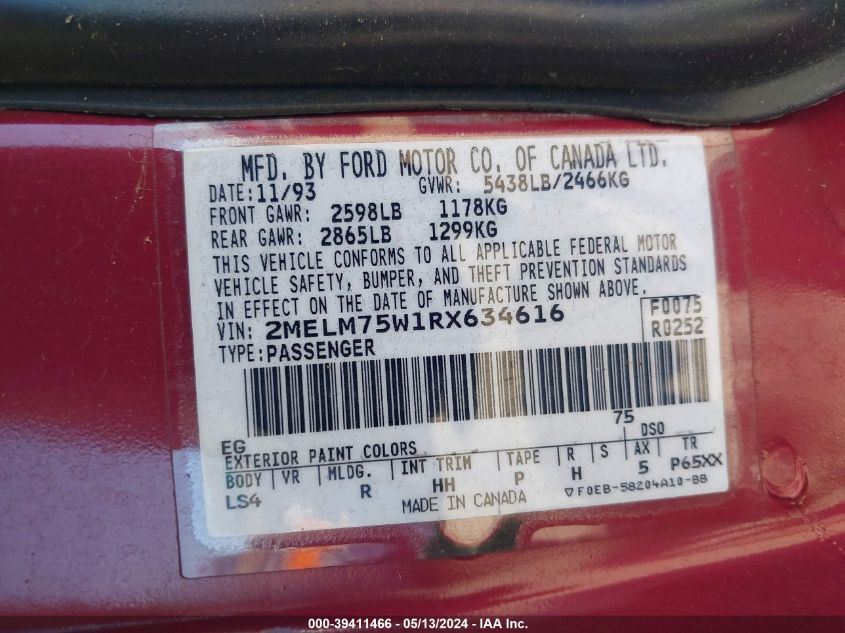 MFD. BY FORD MOTOR CO. OF CANADA LTD.
DATE: 11/93 GVWR: 5438LB/2466KG
FRONT GAWR: 2598LB 1178KG
REAR GAWR: 2865LB 1299KG
THIS VEHICLE CONFORMS TO ALL APPLICABLE FEDERAL MOTOR
VEHICLE SAFETY, BUMPER, AND THEFT PREVENTION STANDARDS
IN EFFECT ON THE DATE OF MANUFACTURE SHOWN ABOVE.
VIN: 2MELM75W1RX634616 F0075
TYPE: PASSENGER R0252
75
EG DSO
EXTERIOR PAINT COLORS
BODY VR MLDG. INT TRIM TAPE R S AX TR
LS4 R HH P H 5 P65XX
MADE IN CANADA ▽F0EB-58204A10-BB
000-39411466 - 05/13/2024 - IAA Inc.